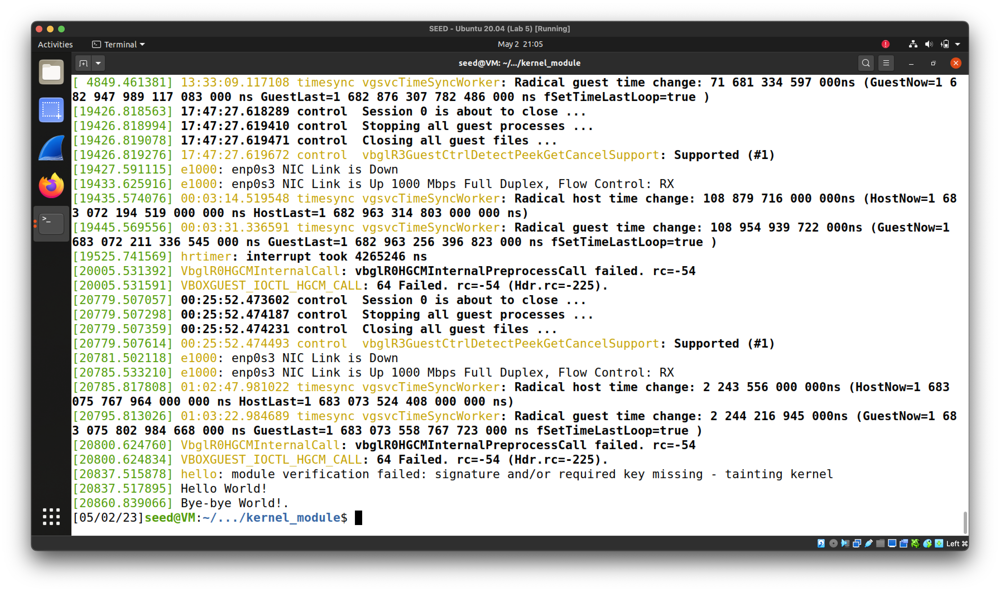 SEED - Ubuntu 20.04 (Lab 5) [Running]
Activities Terminal May 2 21:05
seed@VM: ~/.../kernel_module
[ 4849.461381] 13:33:09.117108 timesync vgsvcTimeSyncWorker: Radical guest time change: 71 681 334 597 000ns (GuestNow=1 6
82 947 989 117 083 000 ns GuestLast=1 682 876 307 782 486 000 ns fSetTimeLastLoop=true )
[19426.818563] 17:47:27.618289 control  Session 0 is about to close ...
[19426.818994] 17:47:27.619410 control  Stopping all guest processes ...
[19426.819078] 17:47:27.619471 control  Closing all guest files ...
[19426.819276] 17:47:27.619672 control  vbglR3GuestCtrlDetectPeekGetCancelSupport: Supported (#1)
[19427.591115] e1000: enp0s3 NIC Link is Down
[19433.625916] e1000: enp0s3 NIC Link is Up 1000 Mbps Full Duplex, Flow Control: RX
[19435.574076] 00:03:14.519548 timesync vgsvcTimeSyncWorker: Radical host time change: 108 879 716 000 000ns (HostNow=1 68
3 072 194 519 000 000 ns HostLast=1 682 963 314 803 000 000 ns)
[19445.569556] 00:03:31.336591 timesync vgsvcTimeSyncWorker: Radical guest time change: 108 954 939 722 000ns (GuestNow=1
683 072 211 336 545 000 ns GuestLast=1 682 963 256 396 823 000 ns fSetTimeLastLoop=true )
[19525.741569] hrtimer: interrupt took 4265246 ns
[20005.531392] VbglR0HGCMInternalCall: vbglR0HGCMInternalPreprocessCall failed. rc=-54
[20005.531591] VBOXGUEST_IOCTL_HGCM_CALL: 64 Failed. rc=-54 (Hdr.rc=-225).
[20779.507057] 00:25:52.473602 control  Session 0 is about to close ...
[20779.507298] 00:25:52.474187 control  Stopping all guest processes ...
[20779.507359] 00:25:52.474231 control  Closing all guest files ...
[20779.507614] 00:25:52.474493 control  vbglR3GuestCtrlDetectPeekGetCancelSupport: Supported (#1)
[20781.502118] e1000: enp0s3 NIC Link is Down
[20785.533210] e1000: enp0s3 NIC Link is Up 1000 Mbps Full Duplex, Flow Control: RX
[20785.817808] 01:02:47.981022 timesync vgsvcTimeSyncWorker: Radical host time change: 2 243 556 000 000ns (HostNow=1 683
075 767 964 000 000 ns HostLast=1 683 073 524 408 000 000 ns)
[20795.813026] 01:03:22.984689 timesync vgsvcTimeSyncWorker: Radical guest time change: 2 244 216 945 000ns (GuestNow=1 68
3 075 802 984 668 000 ns GuestLast=1 683 073 558 767 723 000 ns fSetTimeLastLoop=true )
[20800.624760] VbglR0HGCMInternalCall: vbglR0HGCMInternalPreprocessCall failed. rc=-54
[20800.624834] VBOXGUEST_IOCTL_HGCM_CALL: 64 Failed. rc=-54 (Hdr.rc=-225).
[20837.515878] hello: module verification failed: signature and/or required key missing - tainting kernel
[20837.517895] Hello World!
[20860.839066] Bye-bye World!.
[05/02/23]seed@VM:~/.../kernel_module$
Left ⌘